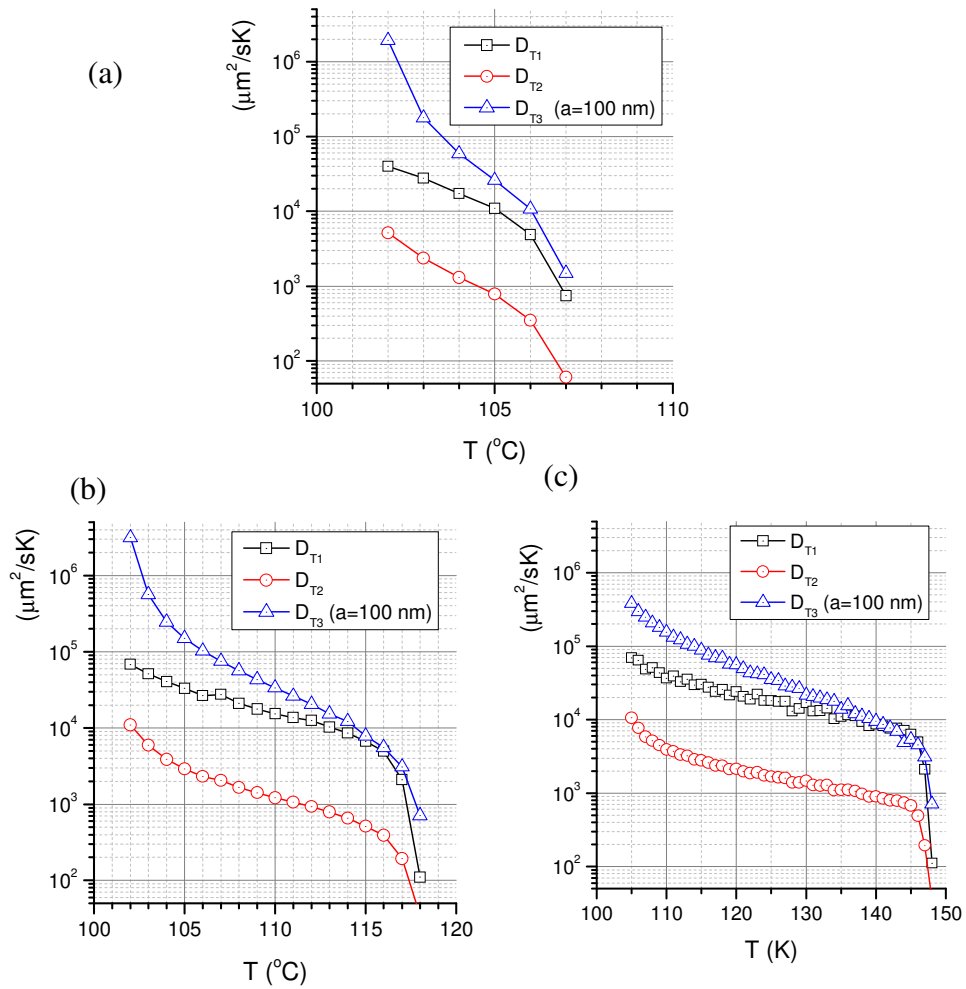 (a)
(μm²/sK)
10⁶
10⁵
10⁴
10³
10²
D_T1
D_T2
D_T3 (a=100 nm)
100 105 110
T (°C)
(b)
(μm²/sK)
10⁶
10⁵
10⁴
10³
10²
D_T1
D_T2
D_T3 (a=100 nm)
100 105 110 115 120
T (°C)
(c)
(μm²/sK)
10⁶
10⁵
10⁴
10³
10²
D_T1
D_T2
D_T3 (a=100 nm)
100 110 120 130 140 150
T (K)